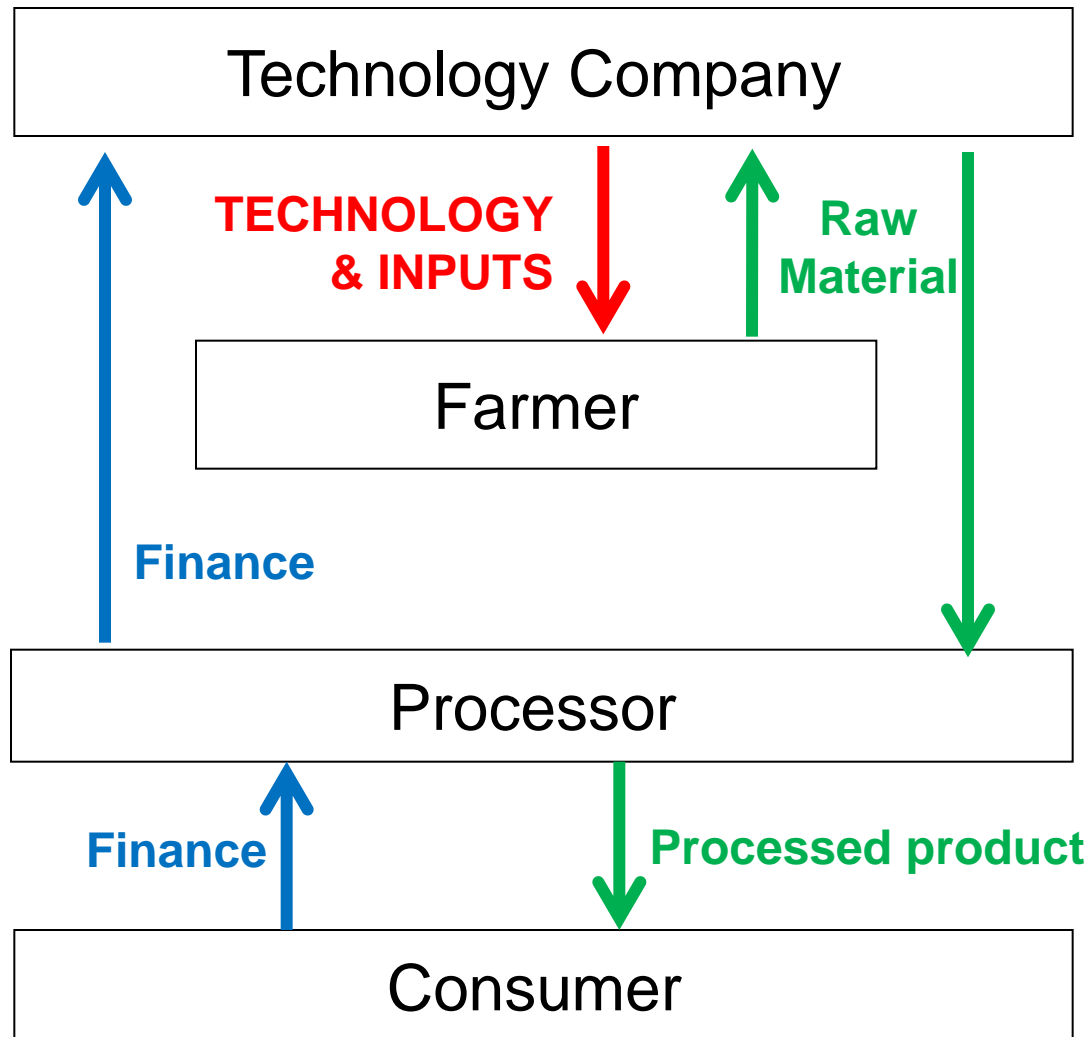 Technology Company
TECHNOLOGY
& INPUTS
Raw
Material
Farmer
Finance
Processor
Finance
Processed product
Consumer